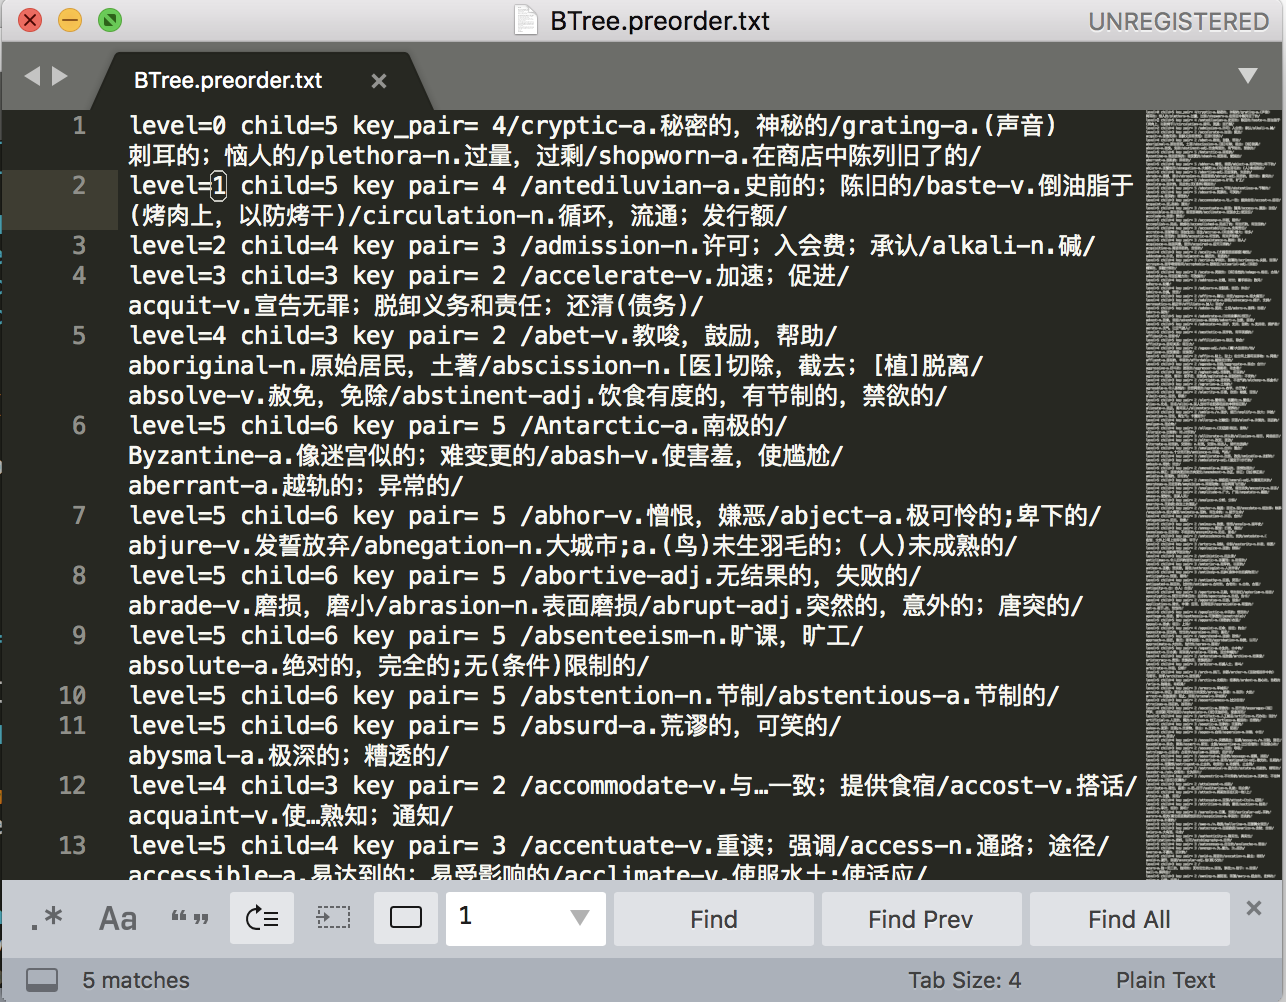 BTree.preorder.txt
UNREGISTERED
BTree.preorder.txt ×
1 level=0 child=5 key_pair= 4/cryptic-a.秘密的，神秘的/grating-a.(声音)
刺耳的；恼人的/plethora-n.过量，过剩/shopworn-a.在商店中陈列旧了的/
2 level=1 child=5 key pair= 4 /antediluvian-a.史前的；陈旧的/baste-v.倒油脂于
(烤肉上，以防烤干)/circulation-n.循环，流通；发行额/
3 level=2 child=4 key pair= 3 /admission-n.许可；入会费；承认/alkali-n.碱/
4 level=3 child=3 key pair= 2 /accelerate-v.加速；促进/
acquit-v.宣告无罪；脱卸义务和责任；还清(债务)/
5 level=4 child=3 key pair= 2 /abet-v.教唆，鼓励，帮助/
aboriginal-n.原始居民，土著/abscission-n.[医]切除，截去；[植]脱离/
absolve-v.赦免，免除/abstinent-adj.饮食有度的，有节制的，禁欲的/
6 level=5 child=6 key pair= 5 /Antarctic-a.南极的/
Byzantine-a.像迷宫似的；难变更的/abash-v.使害羞，使尴尬/
aberrant-a.越轨的；异常的/
7 level=5 child=6 key pair= 5 /abhor-v.憎恨，嫌恶/abject-a.极可怜的;卑下的/
abjure-v.发誓放弃/abnegation-n.大城市;a.(鸟)未生羽毛的；(人)未成熟的/
8 level=5 child=6 key pair= 5 /abortive-adj.无结果的，失败的/
abrade-v.磨损，磨小/abrasion-n.表面磨损/abrupt-adj.突然的，意外的；唐突的/
9 level=5 child=6 key pair= 5 /absenteeism-n.旷课，旷工/
absolute-a.绝对的，完全的;无(条件)限制的/
10 level=5 child=6 key pair= 5 /abstention-n.节制/abstentious-a.节制的/
11 level=5 child=6 key pair= 5 /absurd-a.荒谬的，可笑的/
abysmal-a.极深的；糟透的/
12 level=4 child=3 key pair= 2 /accommodate-v.与…一致；提供食宿/accost-v.搭话/
acquaint-v.使…熟知；通知/
13 level=5 child=4 key pair= 3 /accentuate-v.重读；强调/access-n.通路；途径/
accessible-a.易达到的；易受影响的/acclimate-v.使服水土;使适应/
.* Aa “ ” 1 Find Find Prev Find All ×
5 matches Tab Size: 4 Plain Text